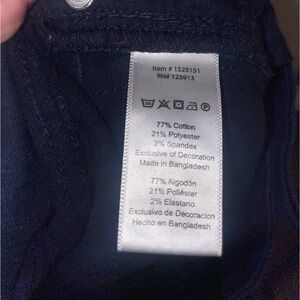 Item # 1529151
RN# 123913
77% Cotton
21% Polyester
2% Spandex
Exclusive of Decoration
Made in Bangladesh
77% Algodón
21% Poliéster
2% Elastano
Exclusivo de Decoracion
Hecho en Bangladesh